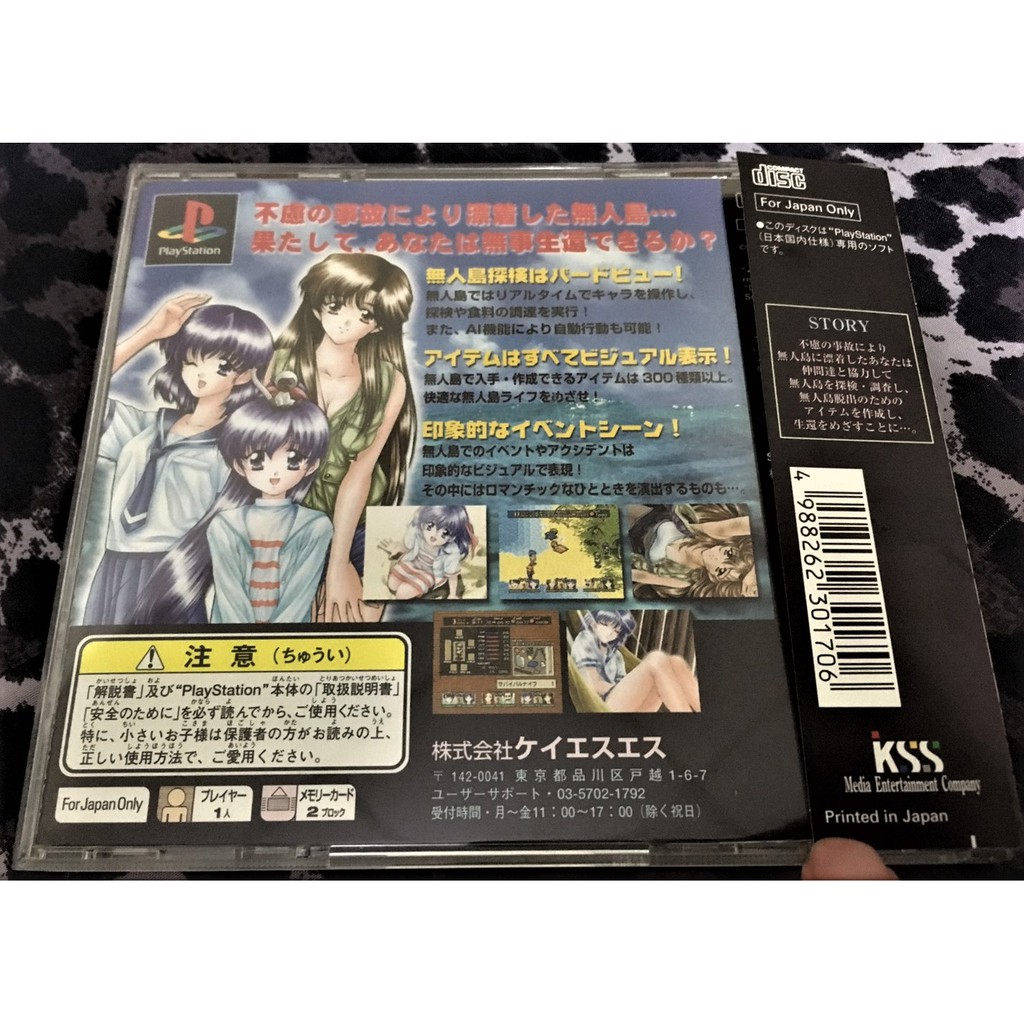 PlayStation
不慮の事故により漂着した無人島…
果たして、あなたは無事生還できるか？
無人島探検はバードビュー！
無人島ではリアルタイムでキャラを操作し、
探検や食料の調達を実行！
また、AI機能により自動行動も可能！
アイテムはすべてビジュアル表示！
無人島で入手・作成できるアイテムは300種類以上。
快適な無人島ライフをめざせ！
印象的なイベントシーン！
無人島でのイベントやアクシデントは
印象的なビジュアルで表現！
その中にはロマンチックなひとときを演出するものも…。
サバイバルナイフ
注意（ちゅうい）
「解説書」及び“PlayStation”本体の「取扱説明書」
「安全のために」を必ず読んでから、ご使用ください。
特に、小さいお子様は保護者の方がお読みの上、
正しい使用方法で、ご愛用ください。
For Japan Only
プレイヤー
1人
メモリーカード
2ブロック
株式会社ケイエスエス
〒142-0041 東京都品川区戸越1-6-7
ユーザーサポート・03-5702-1792
受付時間・月～金11：00～17：00（除く祝日）
COMPACT
disc
For Japan Only
●このディスクは“PlayStation”
（日本国内仕様）専用のソフト
です。
STORY
不慮の事故により
無人島に漂着したあなたは
仲間達と協力して
無人島を探検・調査し、
無人島脱出のための
アイテムを作成し、
生還をめざすことに…。
4 988262 301706
KSS
Media Entertainment Company
Printed in Japan